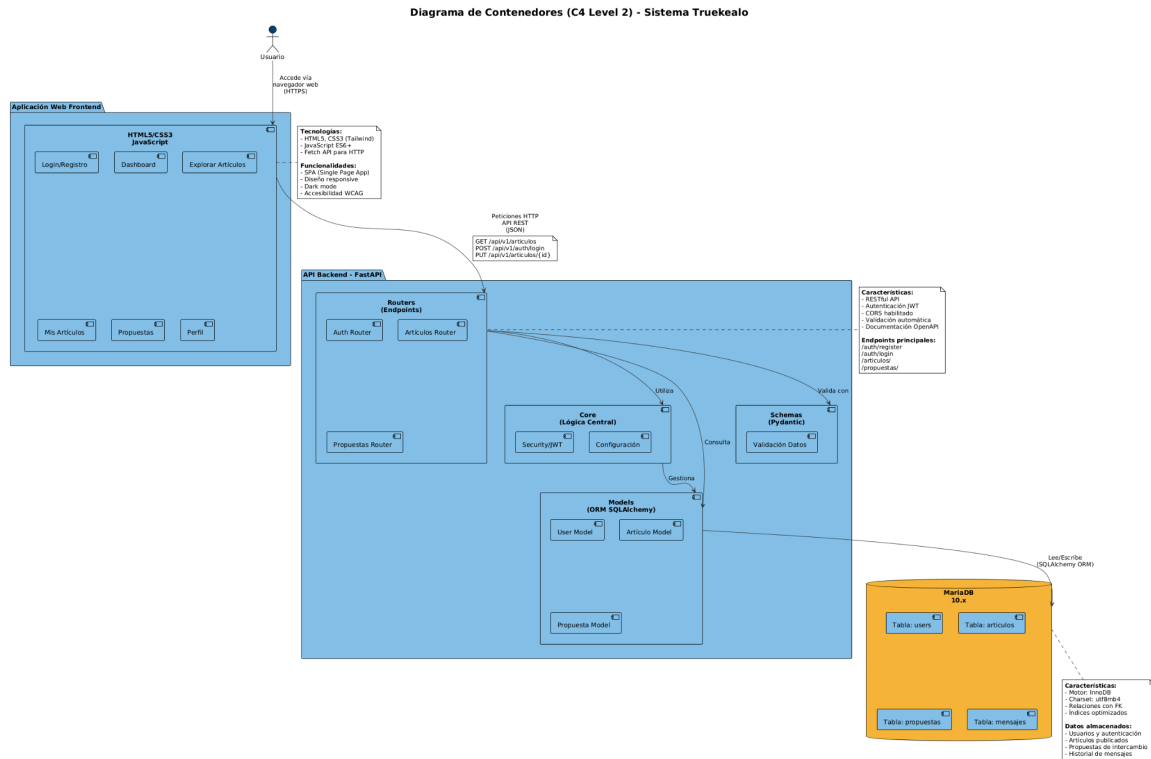 Diagrama de Contenedores (C4 Level 2) - Sistema Truekealo
Usuario
Accede vía
navegador web
(HTTPS)
Aplicación Web Frontend
HTML5/CSS3
JavaScript
Login/Registro
Dashboard
Explorar Artículos
Mis Artículos
Propuestas
Perfil
Tecnologías:
- HTML5, CSS3 (Tailwind)
- JavaScript ES6+
- Fetch API para HTTP
Funcionalidades:
- SPA (Single Page App)
- Diseño responsive
- Dark mode
- Accesibilidad WCAG
Peticiones HTTP
API REST
(JSON)
GET /api/v1/articulos
POST /api/v1/auth/login
PUT /api/v1/articulos/{id}
API Backend - FastAPI
Routers
(Endpoints)
Auth Router
Artículos Router
Propuestas Router
Características:
- RESTful API
- Autenticación JWT
- CORS habilitado
- Validación automática
- Documentación OpenAPI
Endpoints principales:
/auth/register
/auth/login
/articulos/
/propuestas/
Utiliza
Valida con
Consulta
Core
(Lógica Central)
Security/JWT
Configuración
Schemas
(Pydantic)
Validación Datos
Gestiona
Models
(ORM SQLAlchemy)
User Model
Artículo Model
Propuesta Model
Lee/Escribe
(SQLAlchemy ORM)
MariaDB
10.x
Tabla: users
Tabla: articulos
Tabla: propuestas
Tabla: mensajes
Características:
- Motor: InnoDB
- Charset: utf8mb4
- Relaciones con FK
- Índices optimizados
Datos almacenados:
- Usuarios y autenticación
- Artículos publicados
- Propuestas de intercambio
- Historial de mensajes